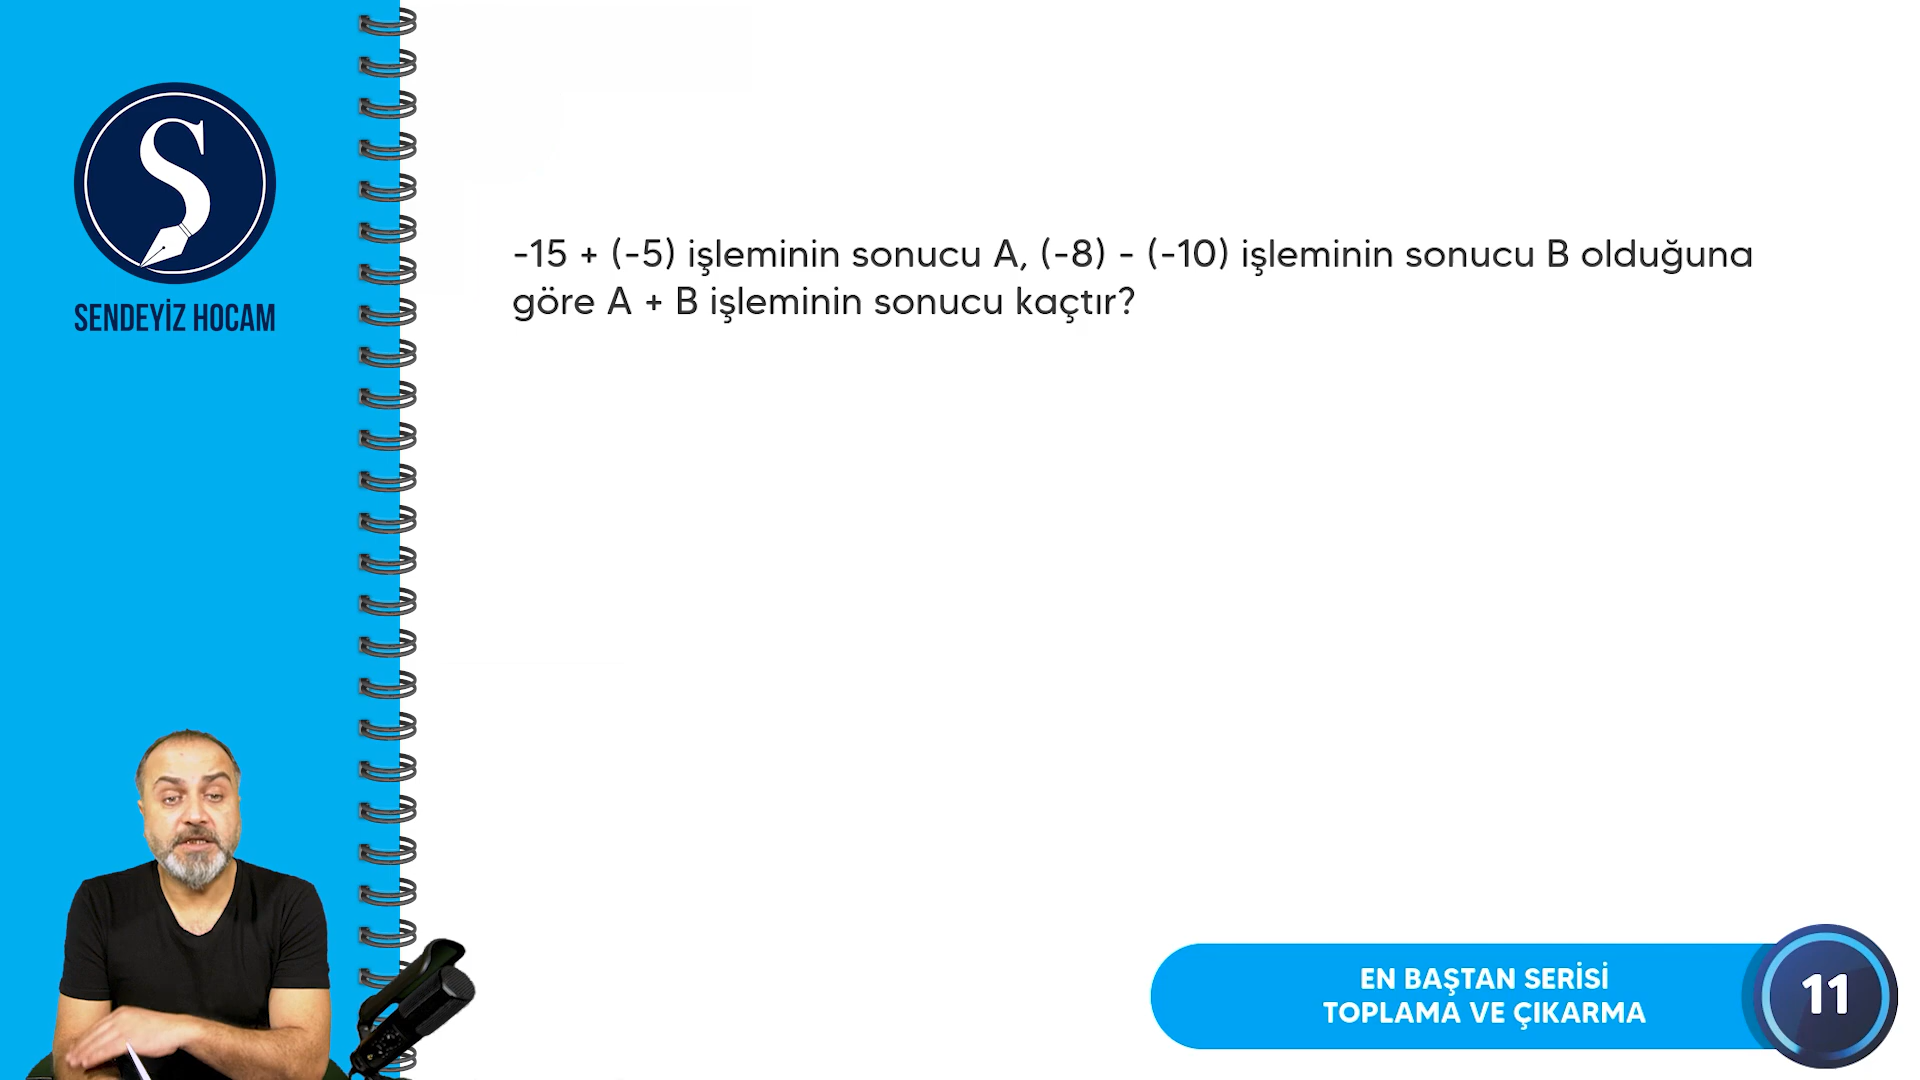 SENDEYİZ HOCAM
-15 + (-5) işleminin sonucu A, (-8) - (-10) işleminin sonucu B olduğuna
göre A + B işleminin sonucu kaçtır?
EN BAŞTAN SERİSİ
TOPLAMA VE ÇIKARMA
11